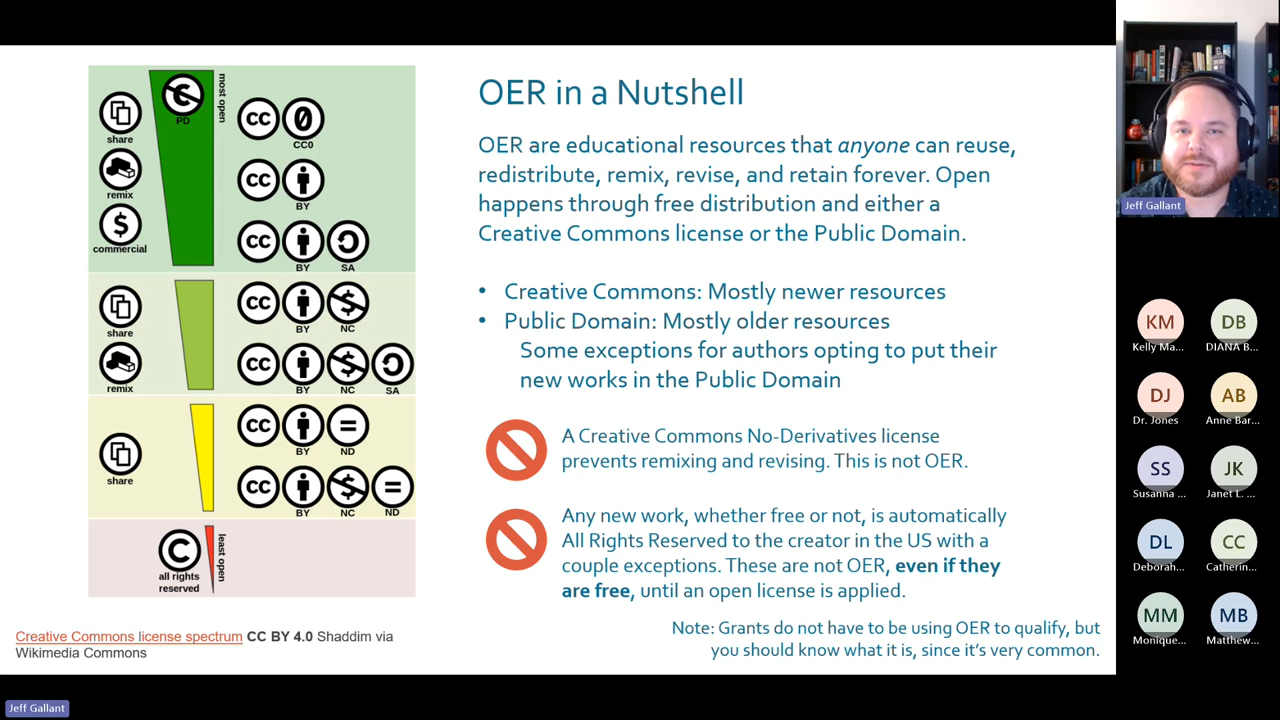 most open
PD
share
remix
commercial
CC 0
CC0
CC
BY
CC
BY SA
share
remix
CC $
BY NC
CC $
BY NC SA
share
CC =
BY ND
CC $ =
BY NC ND
C
all rights
reserved
least open
Creative Commons license spectrum CC BY 4.0 Shaddim via
Wikimedia Commons
OER in a Nutshell
OER are educational resources that anyone can reuse,
redistribute, remix, revise, and retain forever. Open
happens through free distribution and either a
Creative Commons license or the Public Domain.
• Creative Commons: Mostly newer resources
• Public Domain: Mostly older resources
Some exceptions for authors opting to put their
new works in the Public Domain
A Creative Commons No-Derivatives license
prevents remixing and revising. This is not OER.
Any new work, whether free or not, is automatically
All Rights Reserved to the creator in the US with a
couple exceptions. These are not OER, even if they
are free, until an open license is applied.
Note: Grants do not have to be using OER to qualify, but
you should know what it is, since it's very common.
Jeff Gallant
KM DB
Kelly Ma... DIANA B...
DJ AB
Dr. Jones Anne Bar...
SS JK
Susanna ... Janet L. ...
DL CC
Deborah... Catherin...
MM MB
Monique... Matthew...
Jeff Gallant